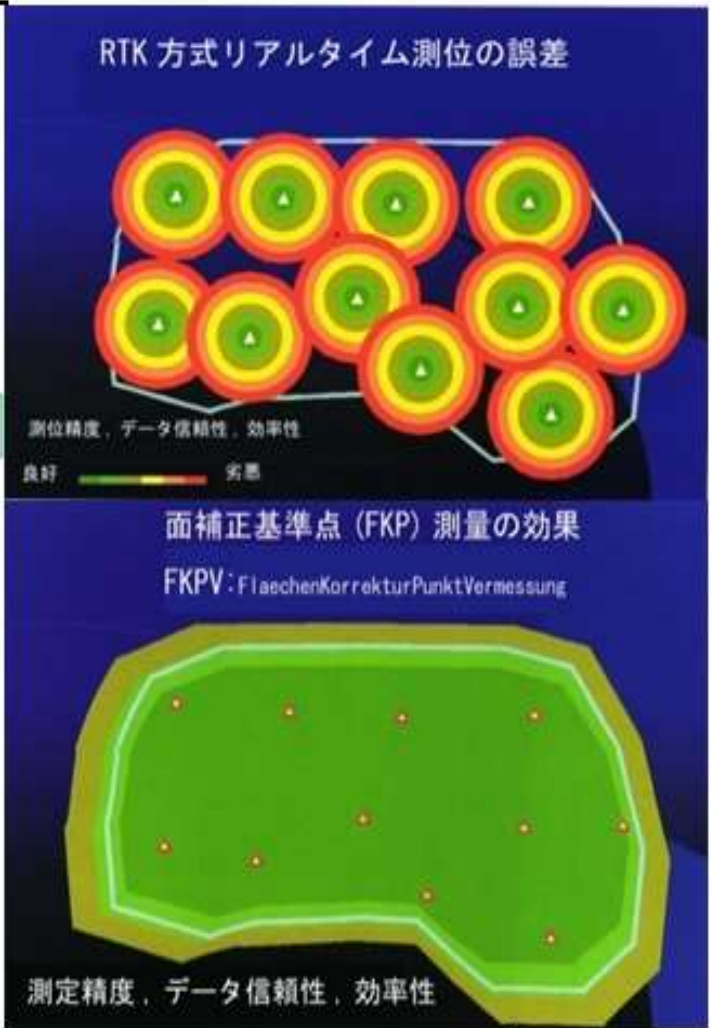 RTK 方式リアルタイム測位の誤差
測位精度，データ信頼性，効率性
良好 劣悪
面補正基準点 (FKP) 測量の効果
FKPV：FlaechenKorrekturPunktVermessung
測定精度，データ信頼性，効率性